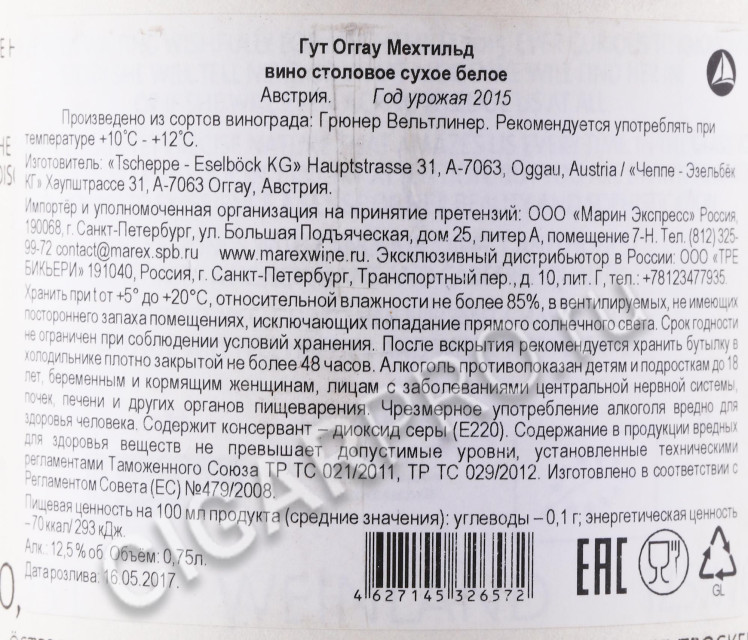 Гут Оггау Мехтильд
вино столовое сухое белое
Австрия. Год урожая 2015
Произведено из сортов винограда: Грюнер Вельтлинер. Рекомендуется употреблять при
температуре +10°C - +12°C.
Изготовитель: «Tscheppe - Eselböck KG» Hauptstrasse 31, A-7063, Oggau, Austria / «Чеппе - Эзельбёк
КГ» Хауптштрассе 31, А-7063 Оггау, Австрия.
Импортёр и уполномоченная организация на принятие претензий: ООО «Марин Экспресс» Россия,
190068, г. Санкт-Петербург, ул. Большая Подъяческая, дом 25, литер А, помещение 7-Н. Тел. (812) 325-
99-72 contact@marex.spb.ru www.marexwine.ru. Эксклюзивный дистрибьютор в России: ООО «ТРЕ
БИКЬЕРИ» 191040, Россия, г. Санкт-Петербург, Транспортный пер., д. 10, лит. Г, тел.: +78123477935.
Хранить при t от +5° до +20°C, относительной влажности не более 85%, в вентилируемых, не имеющих
постороннего запаха помещениях, исключающих попадание прямого солнечного света. Срок годности
не ограничен при соблюдении условий хранения. После вскрытия рекомендуется хранить бутылку в
холодильнике плотно закрытой не более 48 часов. Алкоголь противопоказан детям и подросткам до 18
лет, беременным и кормящим женщинам, лицам с заболеваниями центральной нервной системы,
почек, печени и других органов пищеварения. Чрезмерное употребление алкоголя вредно для
здоровья человека. Содержит консервант – диоксид серы (Е220). Содержание в продукции вредных
для здоровья веществ не превышает допустимые уровни, установленные техническими
регламентами Таможенного Союза ТР ТС 021/2011, ТР ТС 029/2012. Изготовлено в соответствии с
Регламентом Совета (ЕС) №479/2008.
Пищевая ценность на 100 мл продукта (средние значения): углеводы – 0,1 г; энергетическая ценность
– 70 ккал/ 293 кДж.
Алк.: 12,5% об. Объём: 0,75л.
Дата розлива: 16.05.2017.
4 627145 326572
EAC
GL
CIGARPRO.ru